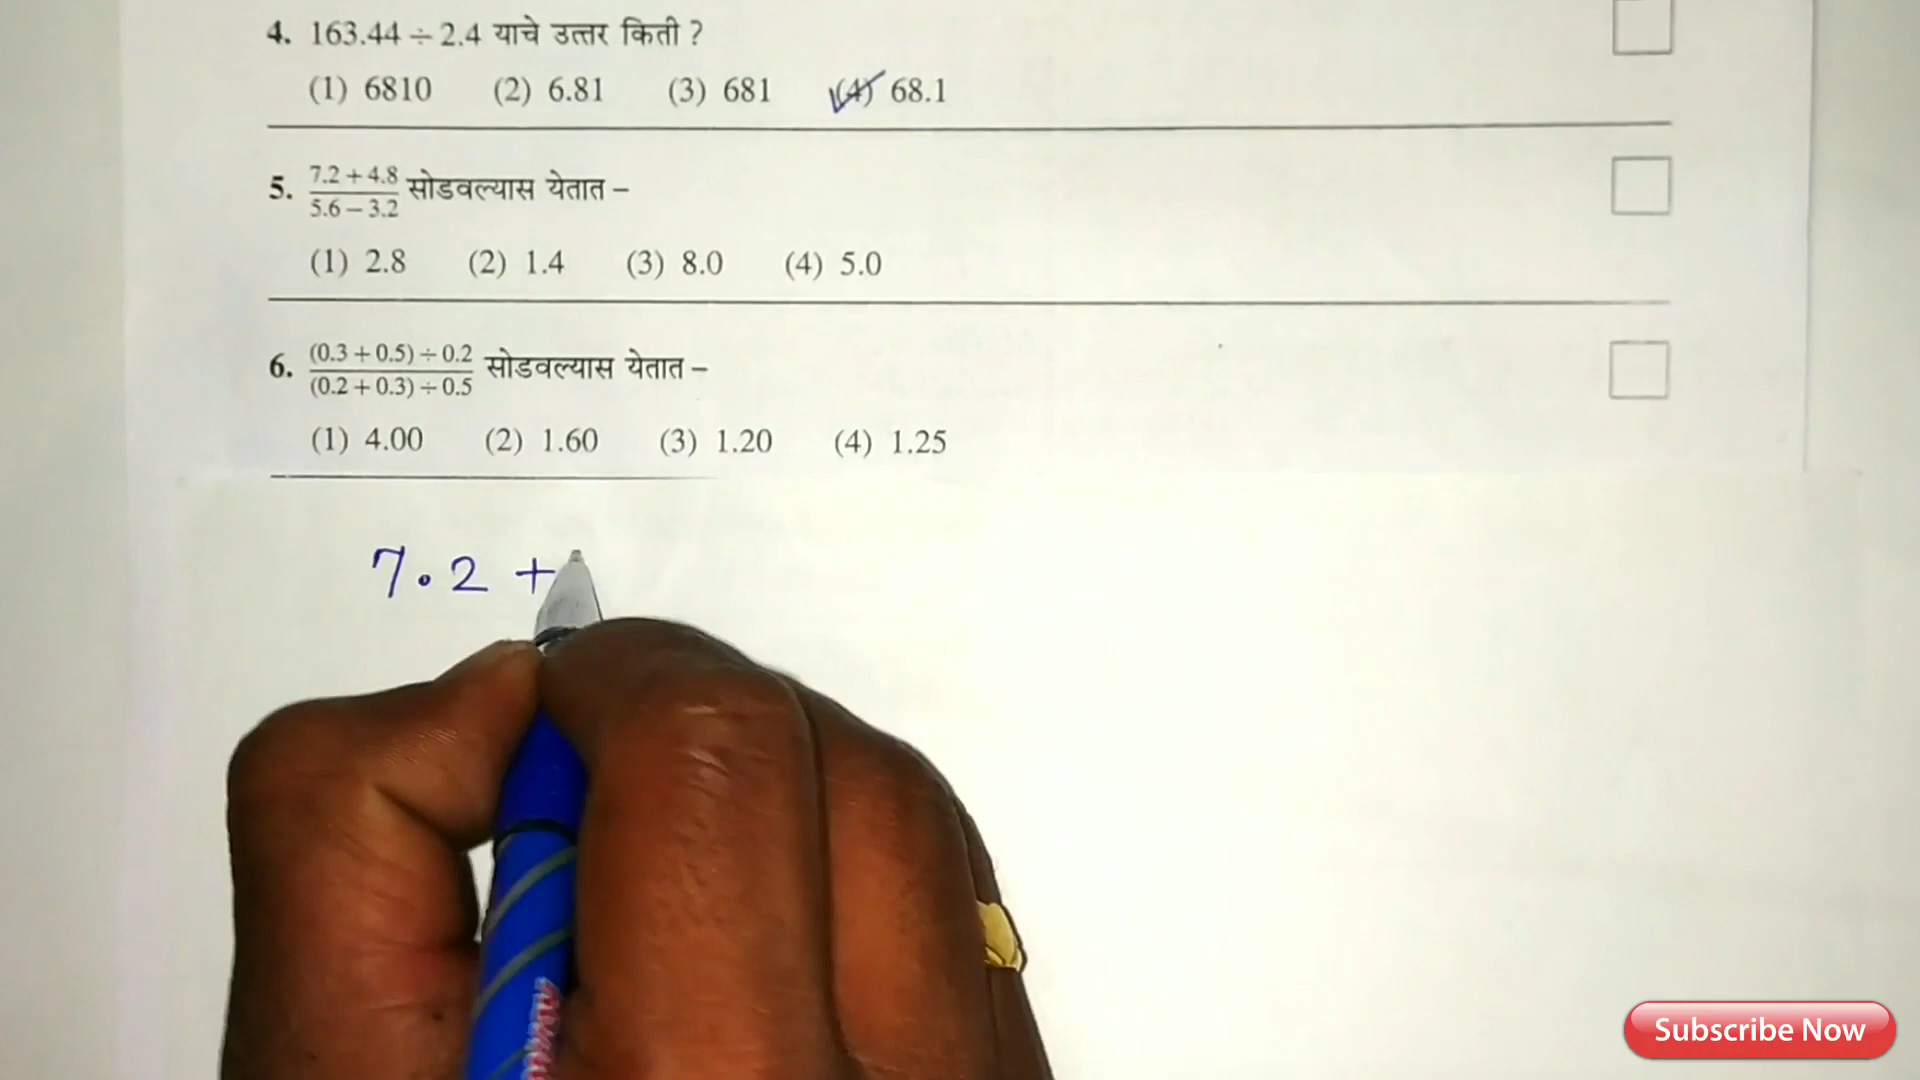 4. 163.44 ÷ 2.4 याचे उत्तर किती ?
(1) 6810 (2) 6.81 (3) 681 (4) 68.1
5. (7.2 + 4.8)/(5.6 – 3.2) सोडवल्यास येतात –
(1) 2.8 (2) 1.4 (3) 8.0 (4) 5.0
6. ((0.3 + 0.5) ÷ 0.2)/((0.2 + 0.3) ÷ 0.5) सोडवल्यास येतात –
(1) 4.00 (2) 1.60 (3) 1.20 (4) 1.25
7.2 +
Subscribe Now